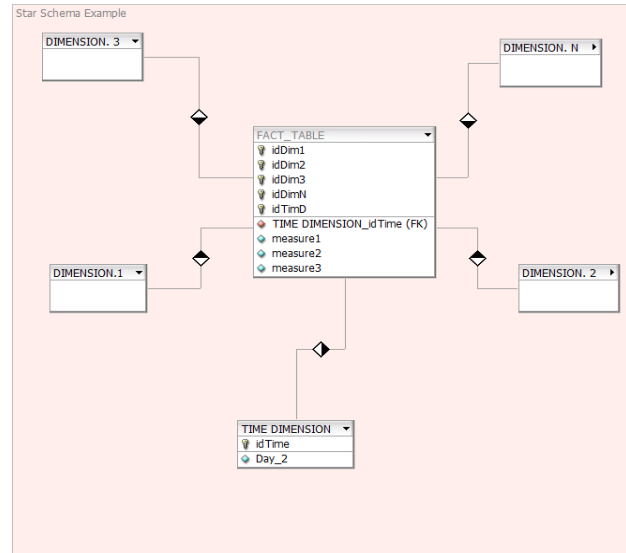 Star Schema Example
DIMENSION. 3
DIMENSION. N
FACT_TABLE
idDim1
idDim2
idDim3
idDimN
idTimD
TIME DIMENSION_idTime (FK)
measure1
measure2
measure3
DIMENSION.1
DIMENSION. 2
TIME DIMENSION
idTime
Day_2